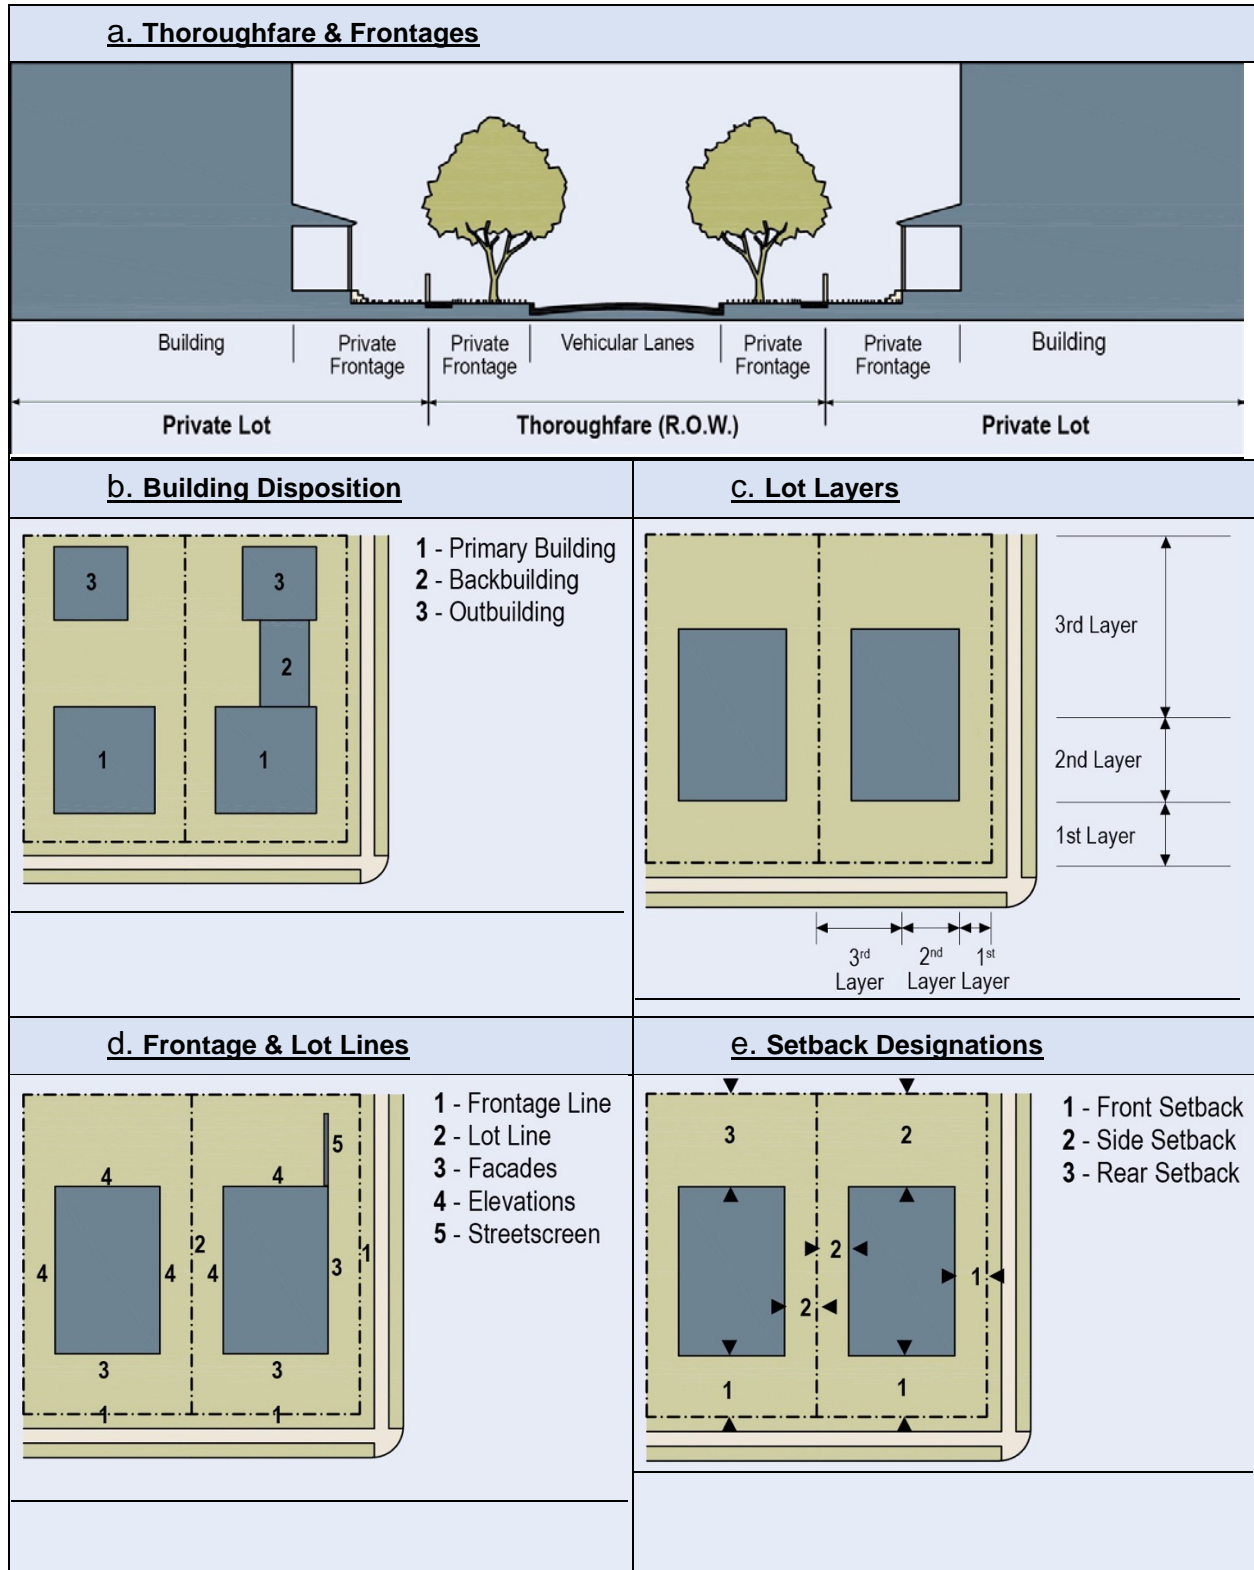 a. Thoroughfare & Frontages
Building
Private
Frontage
Private
Frontage
Vehicular Lanes
Private
Frontage
Private
Frontage
Building
Private Lot
Thoroughfare (R.O.W.)
Private Lot
b. Building Disposition
3
3
2
1
1
1 - Primary Building
2 - Backbuilding
3 - Outbuilding
c. Lot Layers
3rd Layer
2nd Layer
1st Layer
3rd
Layer
2nd
Layer
1st
Layer
d. Frontage & Lot Lines
5
4
4
2
1
4
4
4
3
3
3
1
1
1 - Frontage Line
2 - Lot Line
3 - Facades
4 - Elevations
5 - Streetscreen
e. Setback Designations
3
2
2
1
2
1
1
1 - Front Setback
2 - Side Setback
3 - Rear Setback